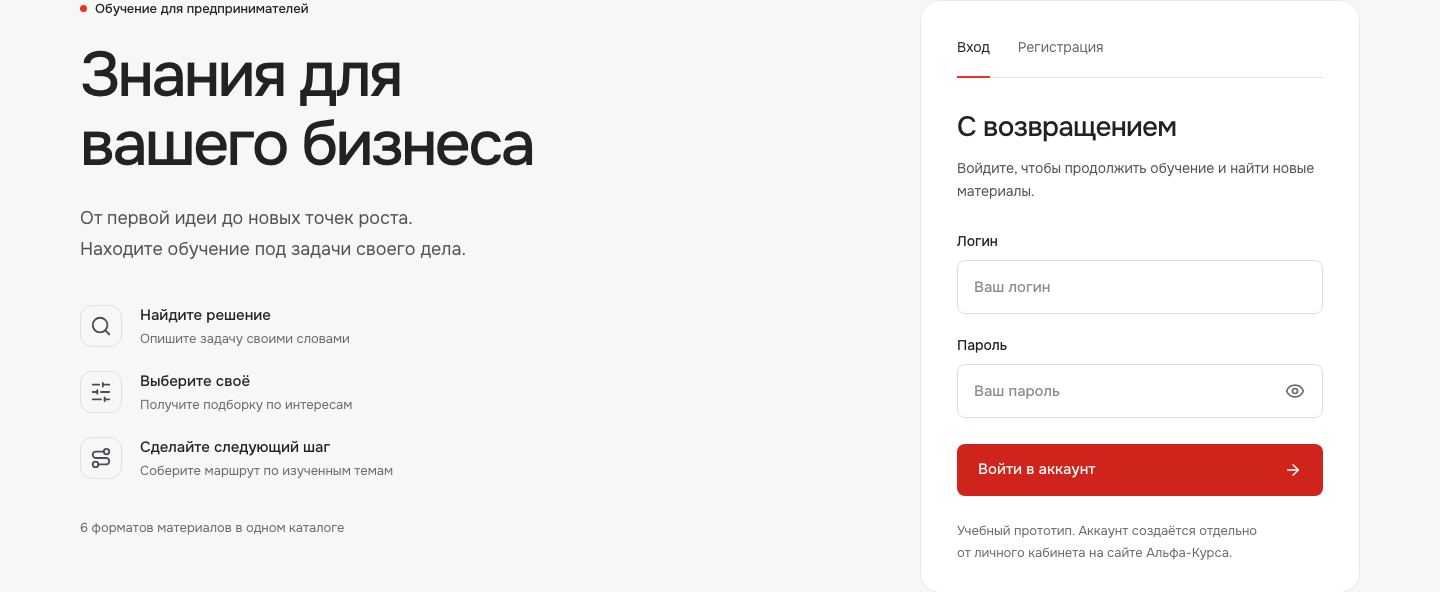 Обучение для предпринимателей
Знания для
вашего бизнеса
От первой идеи до новых точек роста.
Находите обучение под задачи своего дела.
Найдите решение
Опишите задачу своими словами
Выберите своё
Получите подборку по интересам
Сделайте следующий шаг
Соберите маршрут по изученным темам
6 форматов материалов в одном каталоге
Вход
Регистрация
С возвращением
Войдите, чтобы продолжить обучение и найти новые
материалы.
Логин
Ваш логин
Пароль
Ваш пароль
Войти в аккаунт
Учебный прототип. Аккаунт создаётся отдельно
от личного кабинета на сайте Альфа-Курса.